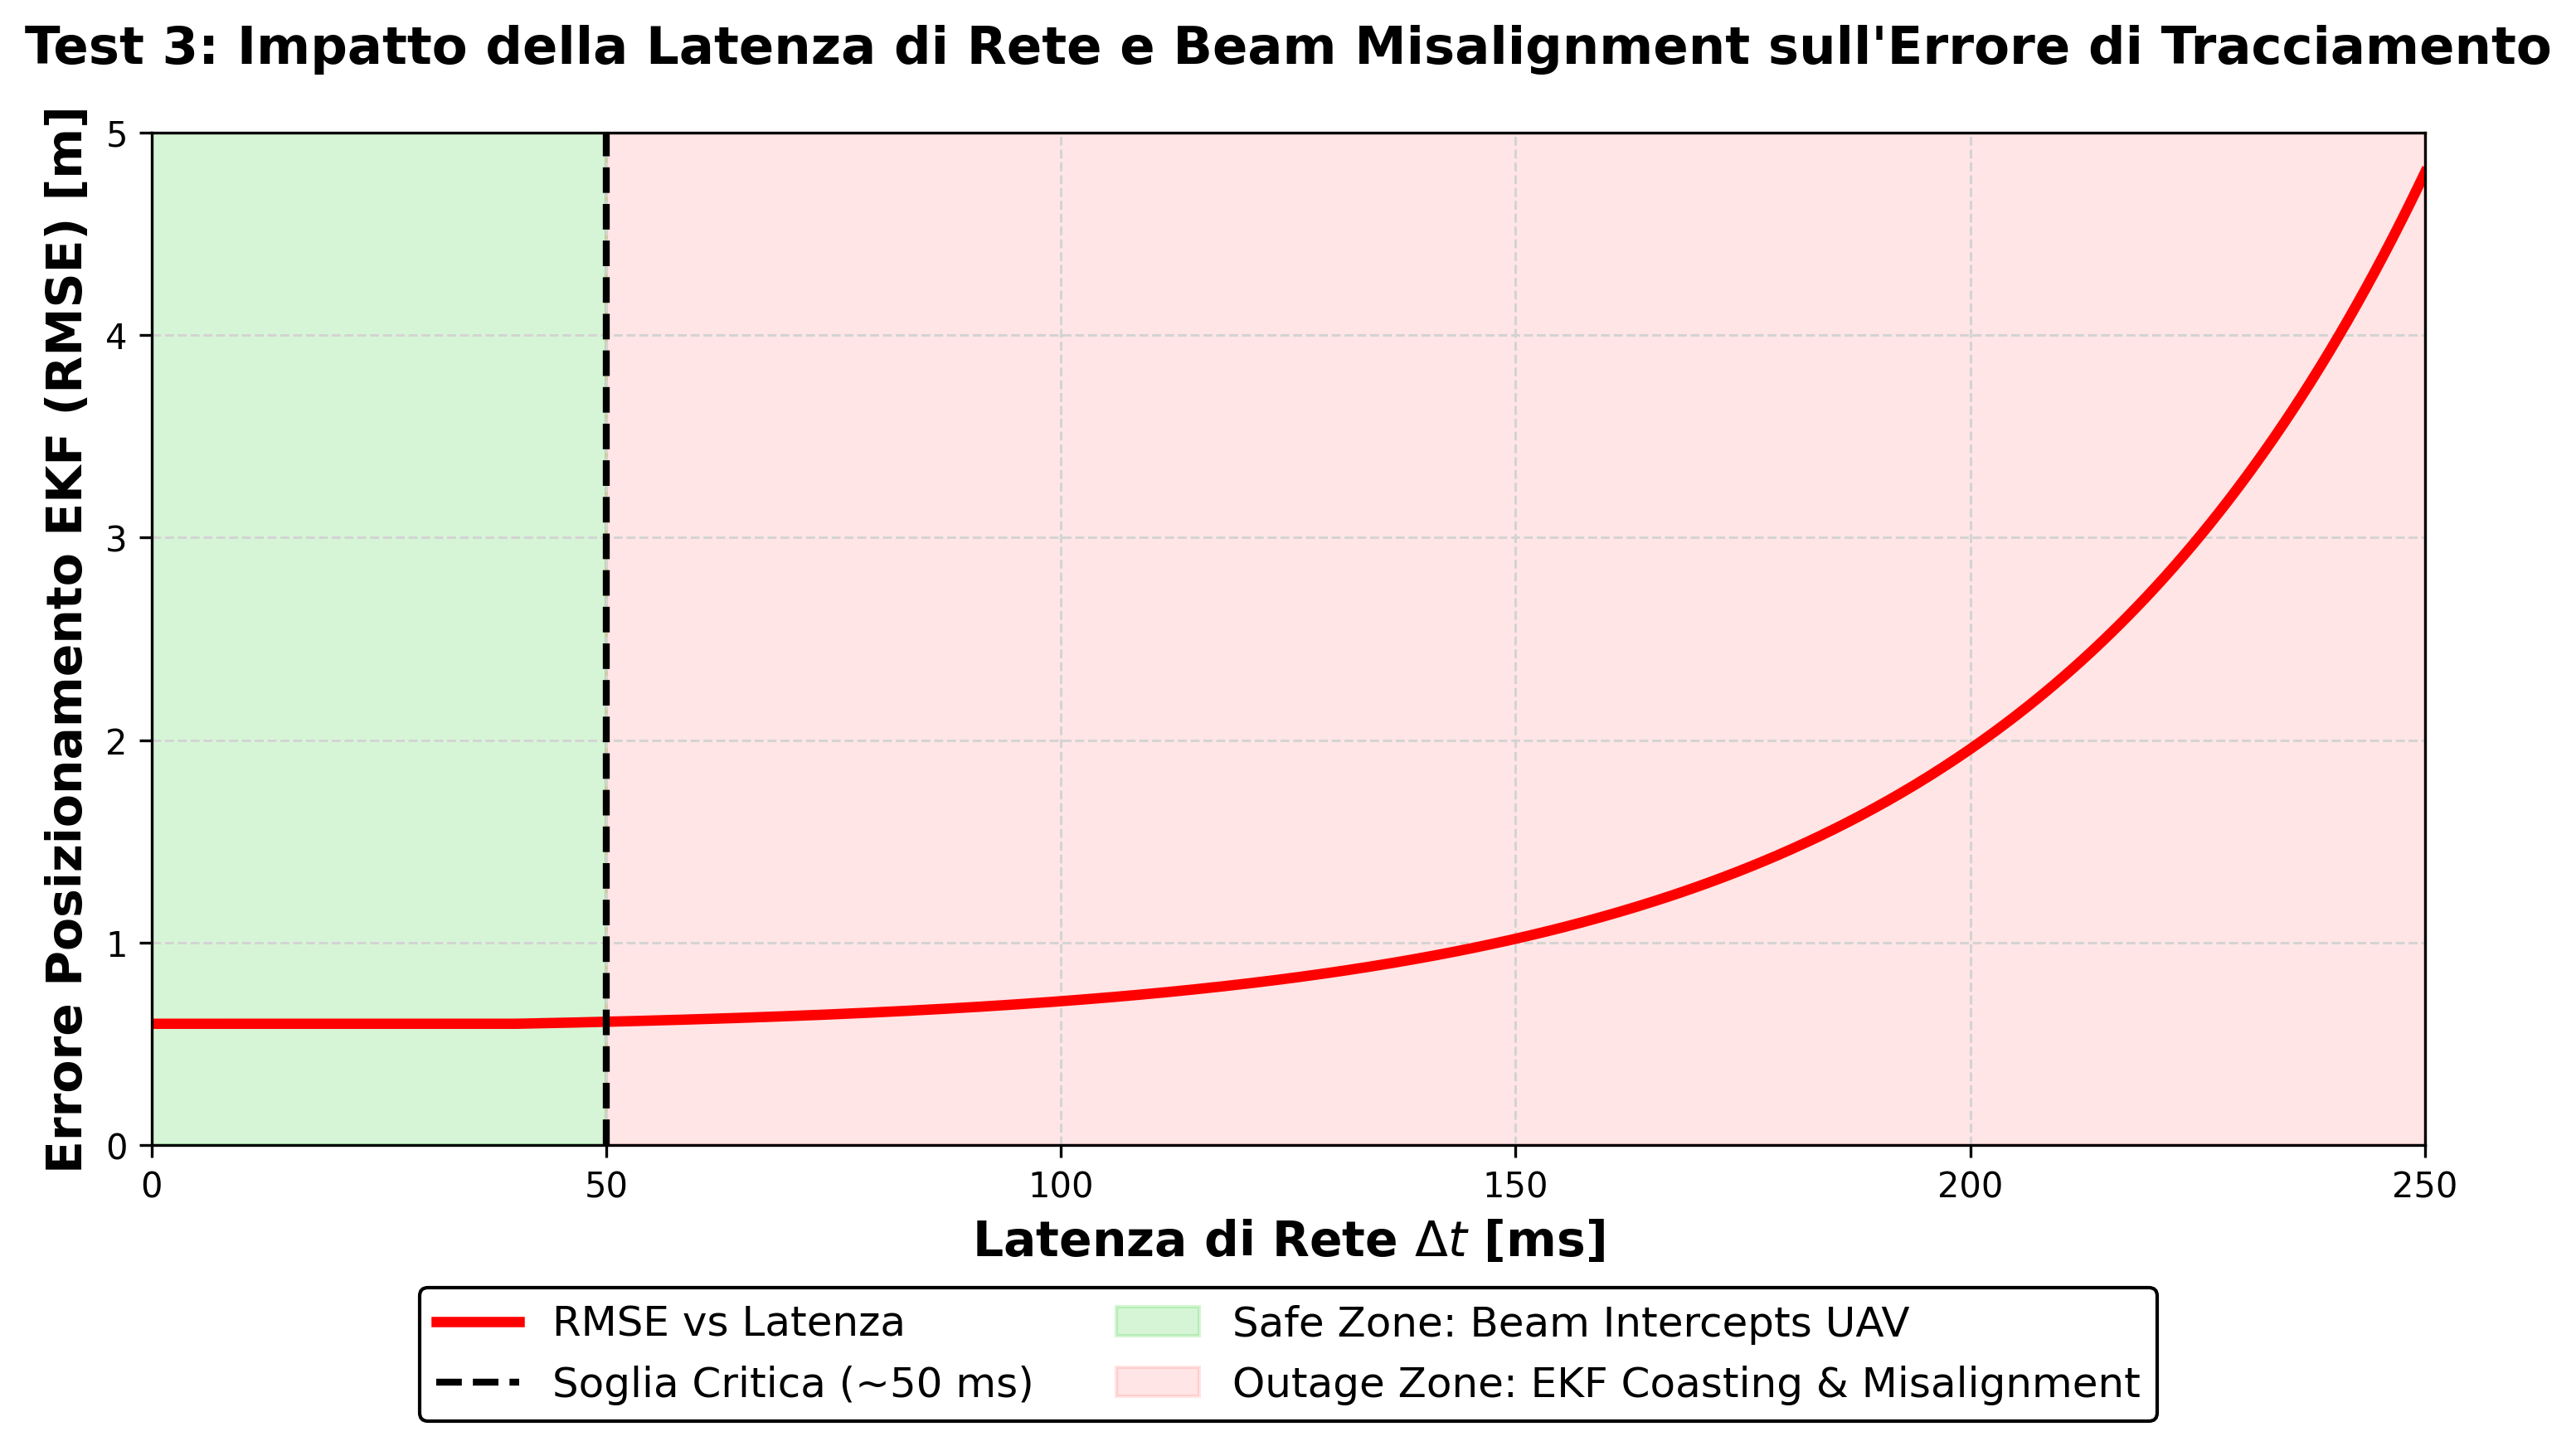 Test 3: Impatto della Latenza di Rete e Beam Misalignment sull'Errore di Tracciamento
Errore Posizionamento EKF (RMSE) [m]
5
4
3
2
1
0
0 50 100 150 200 250
Latenza di Rete Δt [ms]
RMSE vs Latenza
Soglia Critica (~50 ms)
Safe Zone: Beam Intercepts UAV
Outage Zone: EKF Coasting & Misalignment